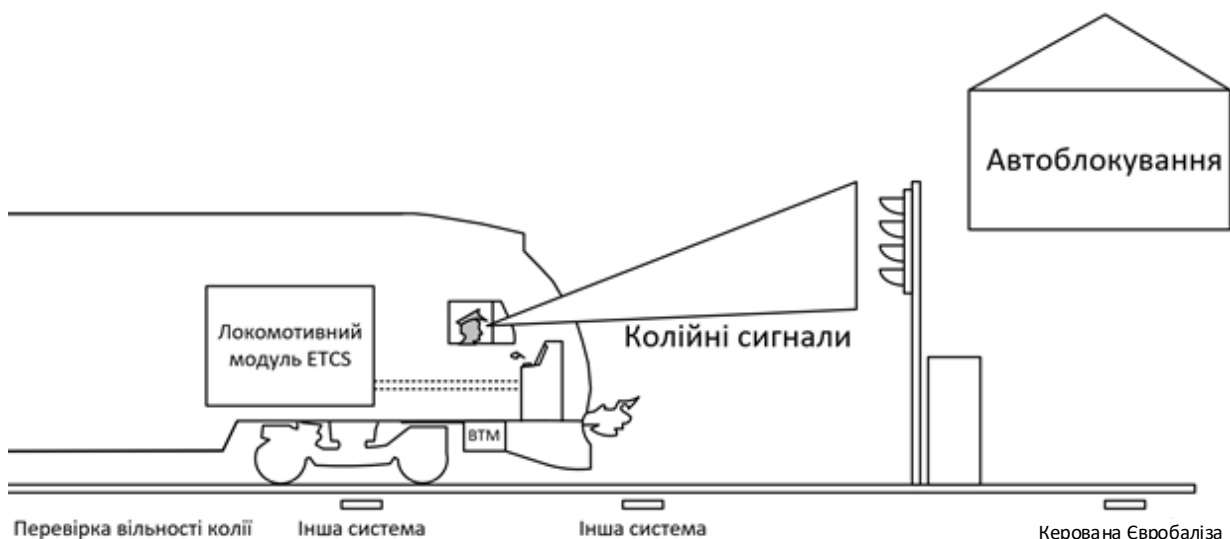 Автоблокування
Локомотивний
модуль ETCS
Колійні сигнали
BTM
Перевірка вільності колії
Інша система
Інша система
Керована Євробаліза